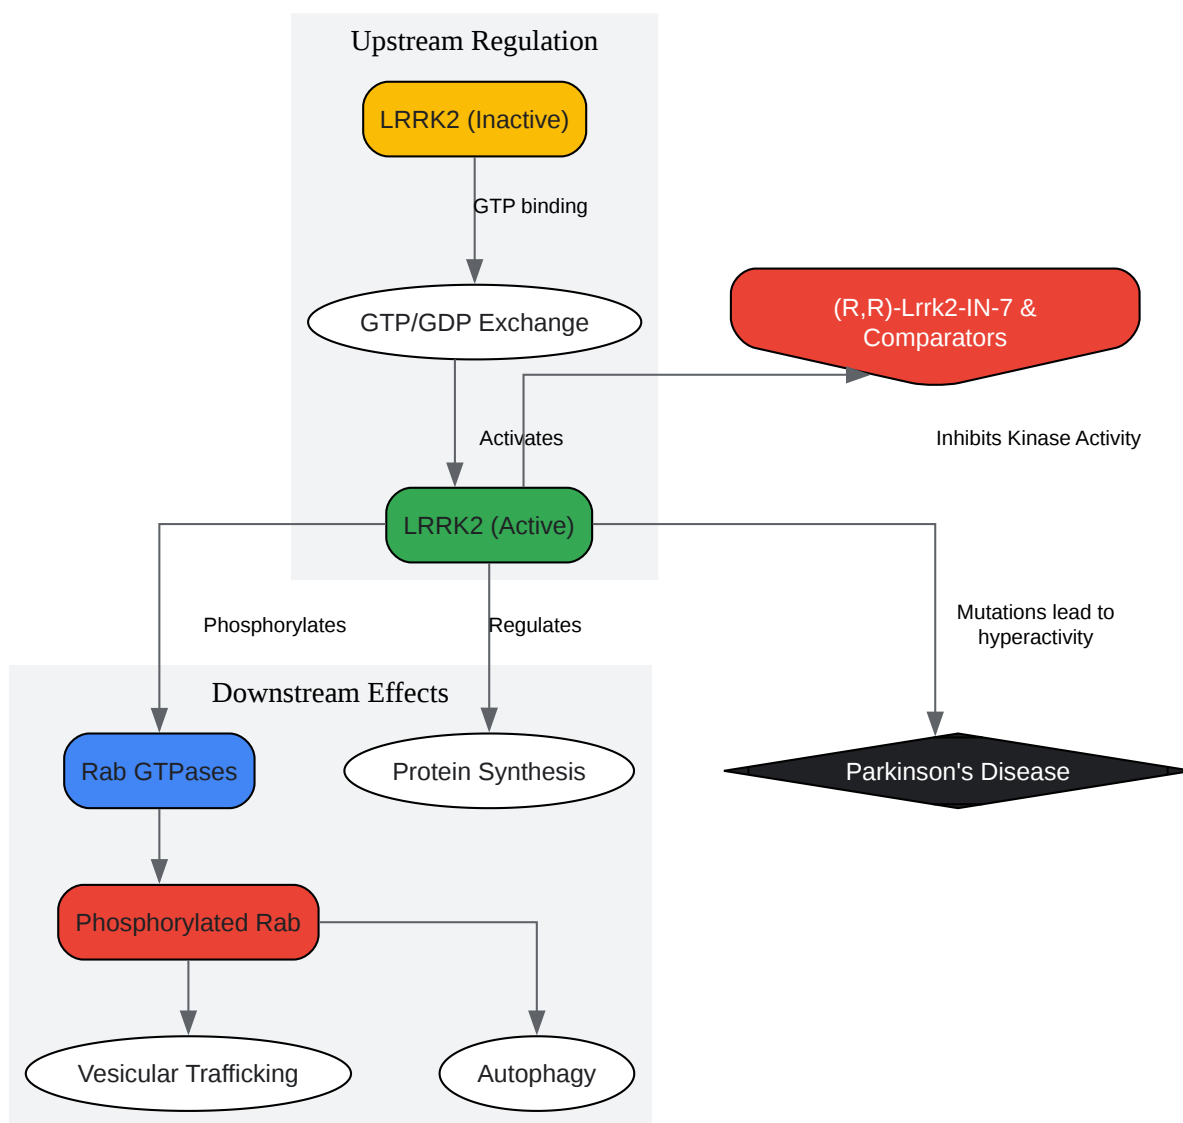 Upstream Regulation
LRRK2 (Inactive)
GTP binding
GTP/GDP Exchange
(R,R)-Lrrk2-IN-7 &
Comparators
Activates
Inhibits Kinase Activity
LRRK2 (Active)
Phosphorylates
Regulates
Mutations lead to
hyperactivity
Downstream Effects
Rab GTPases
Protein Synthesis
Parkinson's Disease
Phosphorylated Rab
Vesicular Trafficking
Autophagy